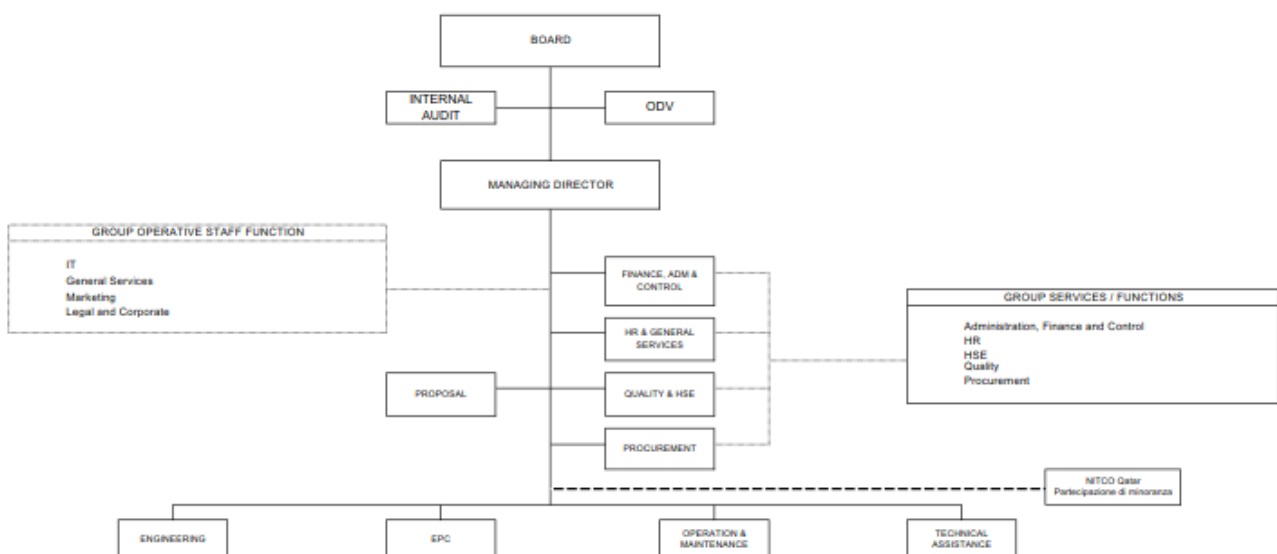 BOARD
INTERNAL
AUDIT
ODV
MANAGING DIRECTOR
GROUP OPERATIVE STAFF FUNCTION
IT
General Services
Marketing
Legal and Corporate
FINANCE, ADM &
CONTROL
HR & GENERAL
SERVICES
PROPOSAL
QUALITY & HSE
PROCUREMENT
GROUP SERVICES / FUNCTIONS
Administration, Finance and Control
HR
HSE
Quality
Procurement
NITCO Qatar
Partecipazione di minoranza
ENGINEERING
EPC
OPERATION &
MAINTENANCE
TECHNICAL
ASSISTANCE